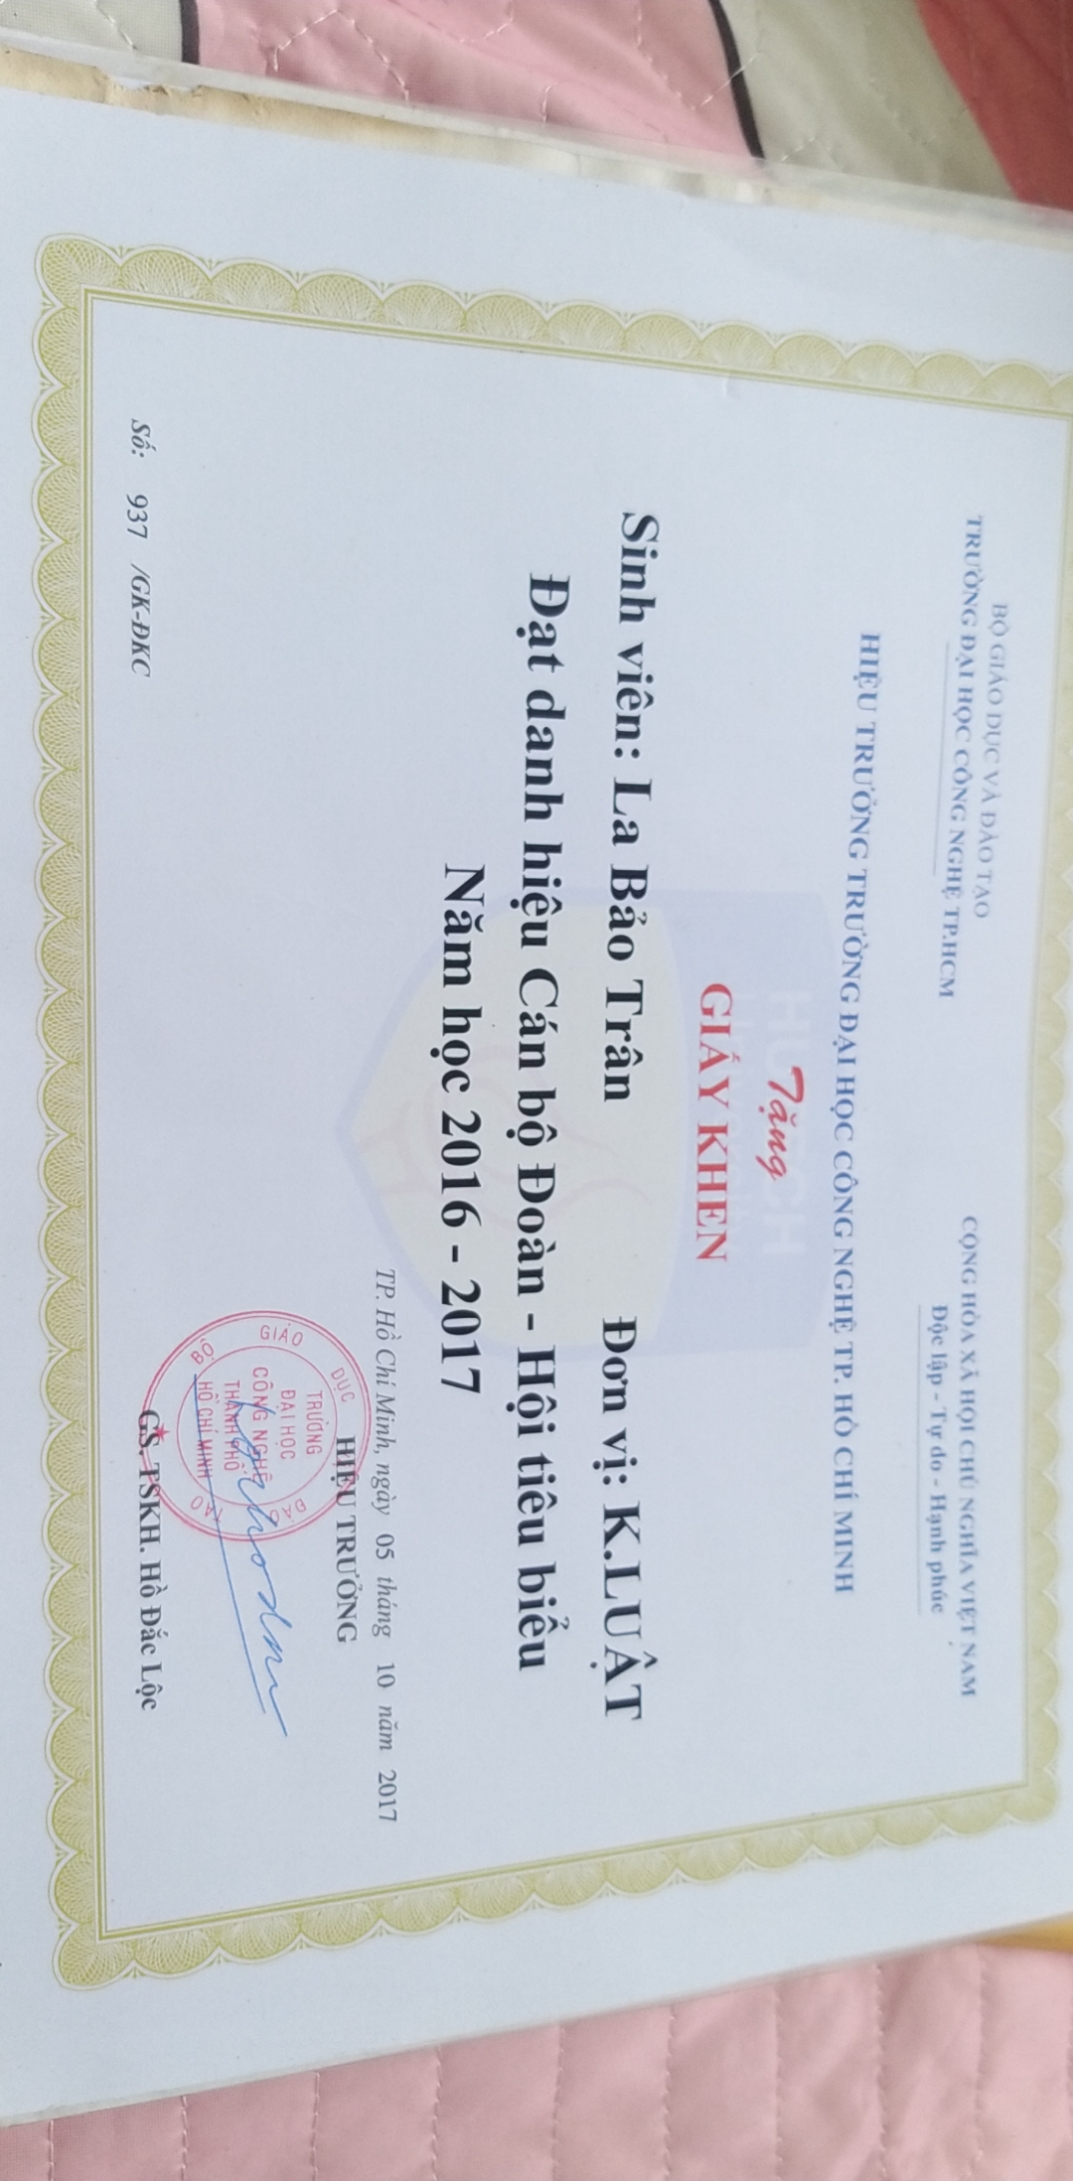 BỘ GIÁO DỤC VÀ ĐÀO TẠO
TRƯỜNG ĐẠI HỌC CÔNG NGHỆ TP.HCM
CỘNG HÒA XÃ HỘI CHỦ NGHĨA VIỆT NAM
Độc lập - Tự do - Hạnh phúc
HIỆU TRƯỞNG TRƯỜNG ĐẠI HỌC CÔNG NGHỆ TP. HỒ CHÍ MINH
HUTECH
University
Tặng
GIẤY KHEN
Sinh viên: La Bảo Trân Đơn vị: K.LUẬT
Đạt danh hiệu Cán bộ Đoàn - Hội tiêu biểu
Năm học 2016 - 2017
TP. Hồ Chí Minh, ngày 05 tháng 10 năm 2017
HIỆU TRƯỞNG
BỘ GIÁO DỤC ĐÀO TẠO
TRƯỜNG
ĐẠI HỌC
CÔNG NGHỆ
THÀNH PHỐ
HỒ CHÍ MINH
GS. TSKH. Hồ Đắc Lộc
Số: 937 /GK-ĐKC